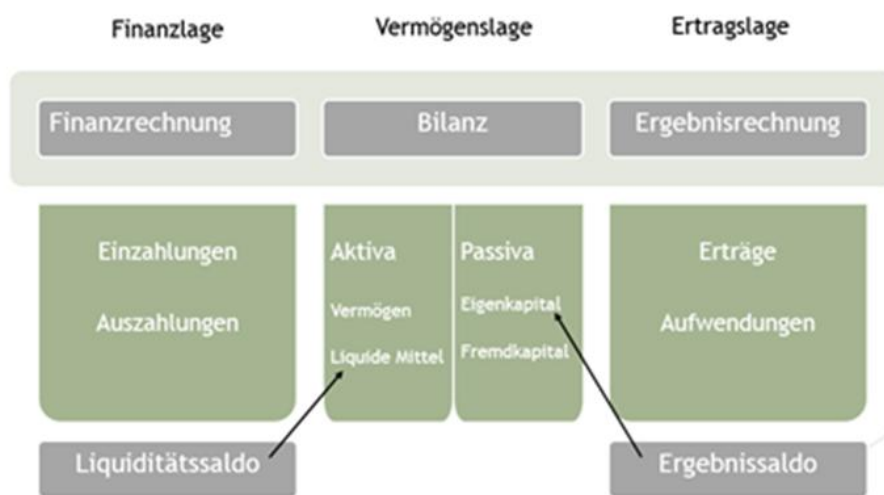 Finanzlage
Vermögenslage
Ertragslage
Finanzrechnung
Bilanz
Ergebnisrechnung
Einzahlungen
Auszahlungen
Aktiva
Vermögen
Liquide Mittel
Passiva
Eigenkapital
Fremdkapital
Erträge
Aufwendungen
Liquiditätssaldo
Ergebnissaldo